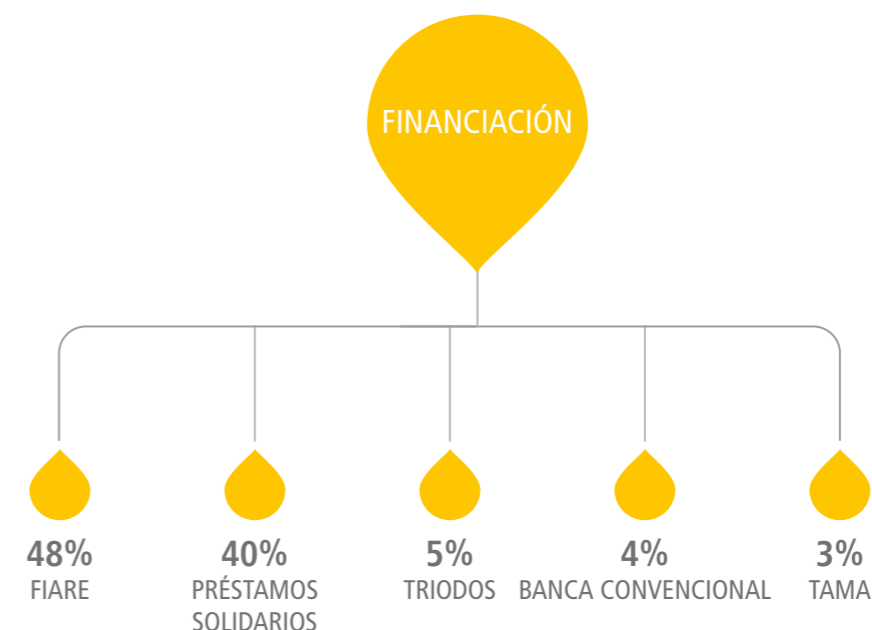 FINANCIACIÓN
48%
FIARE
40%
PRÉSTAMOS
SOLIDARIOS
5%
TRIODOS
4%
BANCA CONVENCIONAL
3%
TAMA